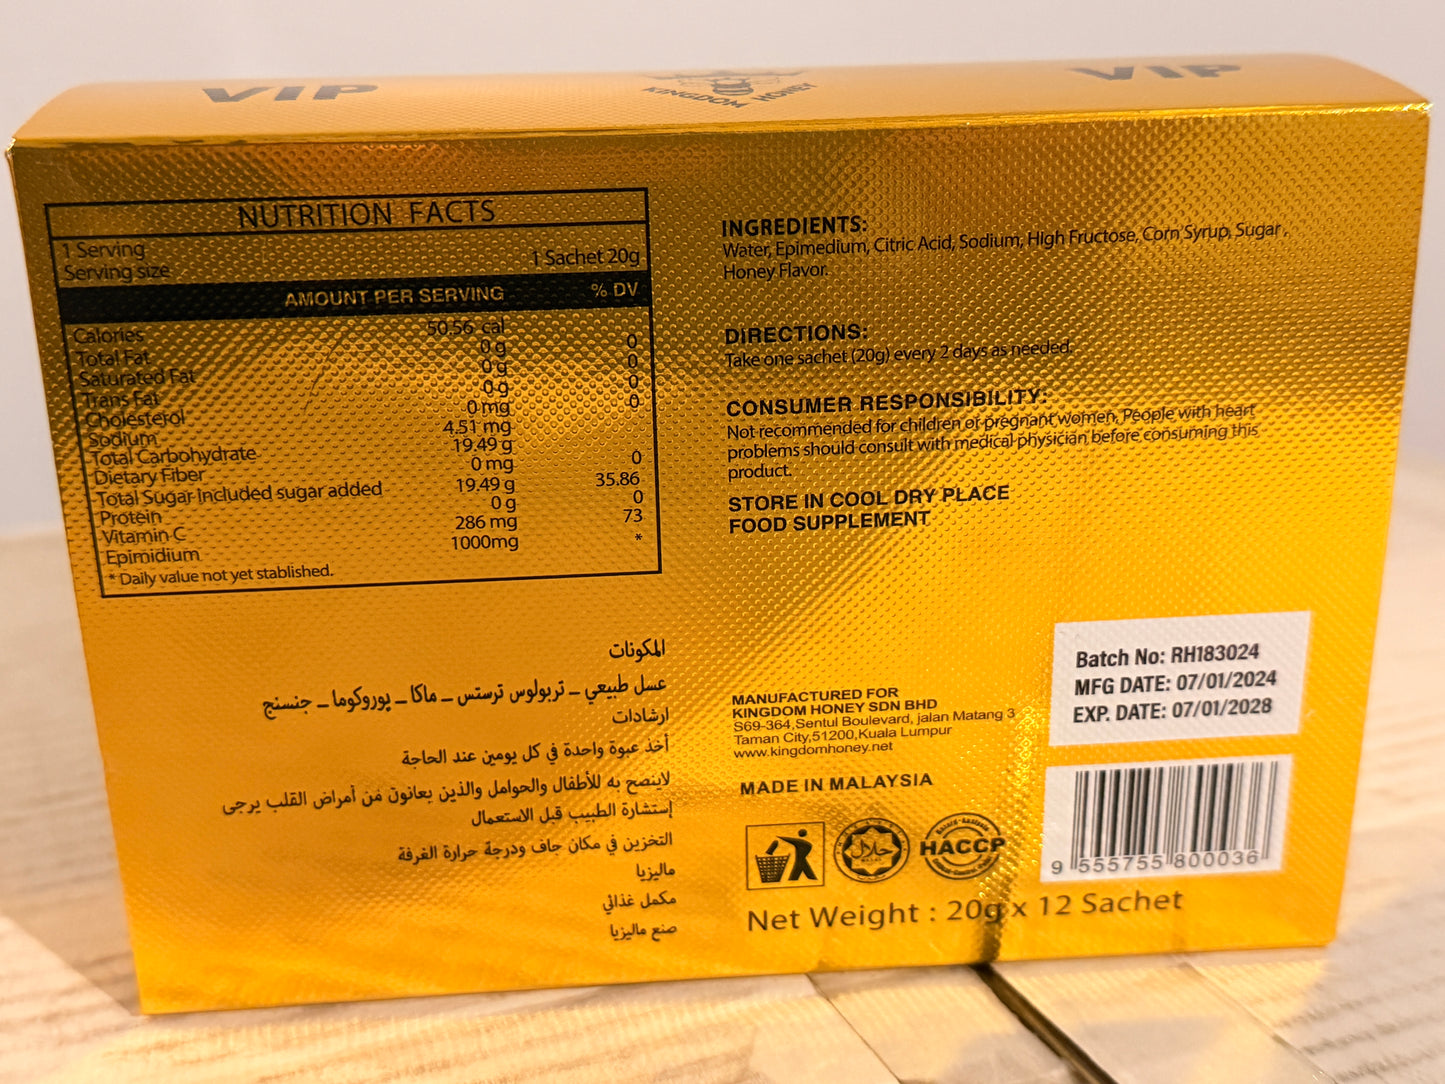 VIP
KINGDOM HONEY
VIP
NUTRITION FACTS
1 Serving
Serving size 1 Sachet 20g
AMOUNT PER SERVING % DV
Calories 50.56 cal
Total Fat 0 g 0
Saturated Fat 0 g 0
Trans Fat 0 g 0
Cholesterol 0 mg 0
Sodium 4.51 mg
Total Carbohydrate 19.49 g
Dietary Fiber 0 mg 0
Total Sugar Included sugar added 19.49 g 35.86
Protein 0 g 0
Vitamin C 286 mg 73
Epimidium 1000mg *
* Daily value not yet stablished.
INGREDIENTS:
Water, Epimedium, Citric Acid, Sodium, High Fructose, Corn Syrup, Sugar ,
Honey Flavor.
DIRECTIONS:
Take one sachet (20g) every 2 days as needed.
CONSUMER RESPONSIBILITY:
Not recommended for children or pregnant women, People with heart
problems should consult with medical physician before consuming this
product.
STORE IN COOL DRY PLACE
FOOD SUPPLEMENT
المكونات
عسل طبيعي - تربولوس ترستس - ماكا - يوروكوما - جنسنج
ارشادات
أخذ عبوة واحدة في كل يومين عند الحاجة
لاينصح به للأطفال والحوامل والذين يعانون من أمراض القلب يرجى
إستشارة الطبيب قبل الاستعمال
التخزين في مكان جاف ودرجة حرارة الغرفة
ماليزيا
مكمل غذائي
صنع ماليزيا
MANUFACTURED FOR
KINGDOM HONEY SDN BHD
S69-364,Sentul Boulevard, jalan Matang 3
Taman City,51200,Kuala Lumpur
www.kingdomhoney.net
MADE IN MALAYSIA
حلال
HACCP
Net Weight : 20g x 12 Sachet
Batch No: RH183024
MFG DATE: 07/01/2024
EXP. DATE: 07/01/2028
9 555755 800036